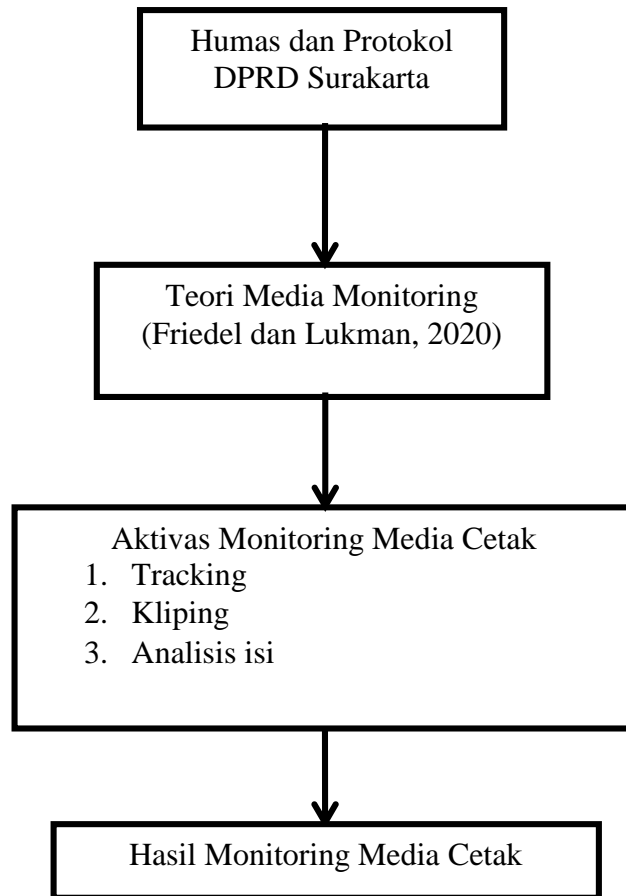 Humas dan Protokol
DPRD Surakarta
Teori Media Monitoring
(Friedel dan Lukman, 2020)
Aktivas Monitoring Media Cetak
1. Tracking
2. Kliping
3. Analisis isi
Hasil Monitoring Media Cetak